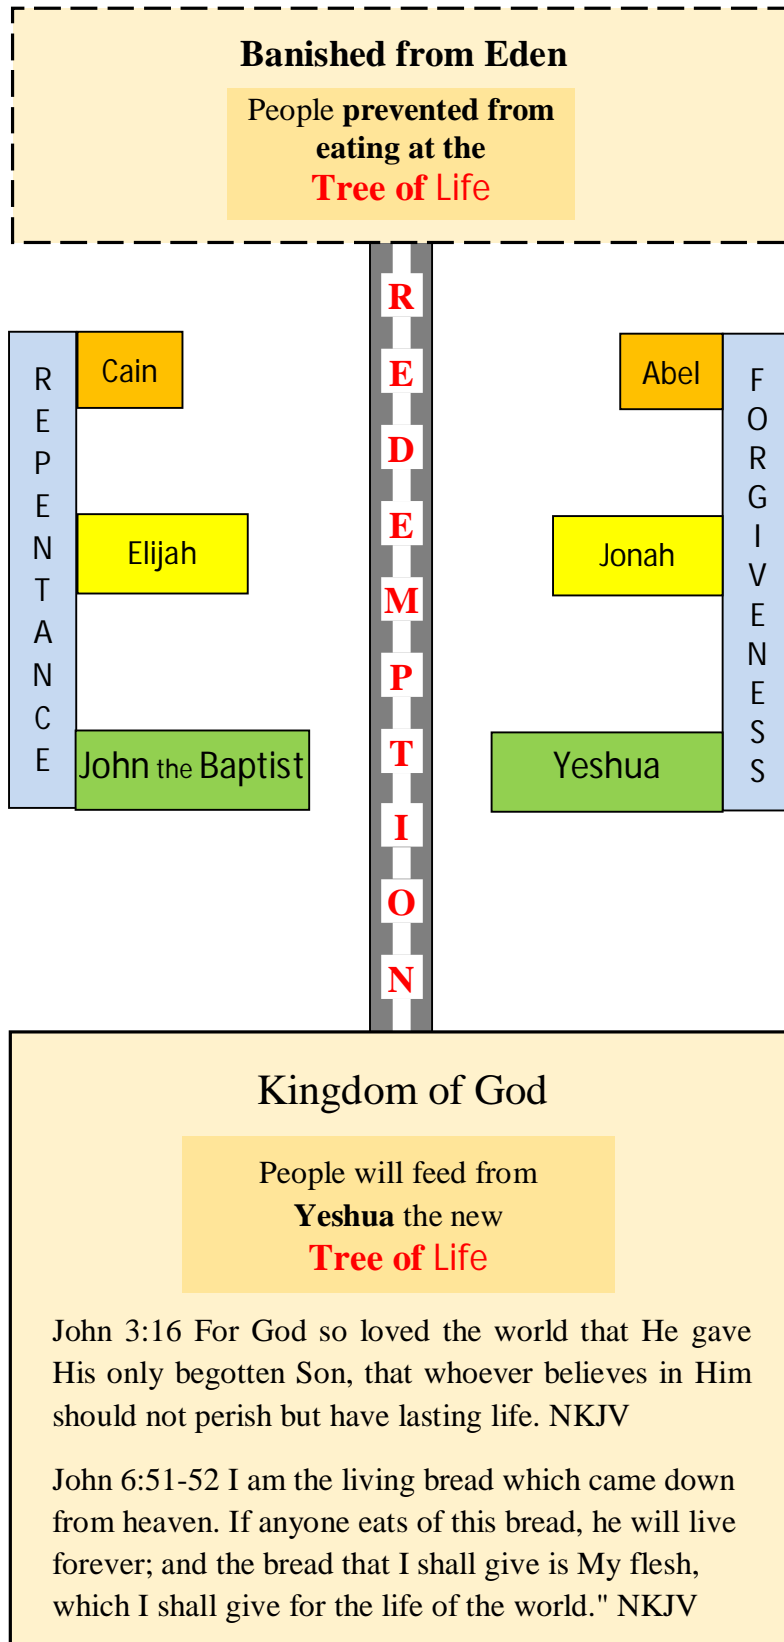 Banished from Eden
People prevented from
eating at the
Tree of Life
REDEMPTION
REPENTANCE
Cain
Elijah
John the Baptist
Abel
Jonah
Yeshua
FORGIVENESS
Kingdom of God
People will feed from
Yeshua the new
Tree of Life
John 3:16 For God so loved the world that He gave
His only begotten Son, that whoever believes in Him
should not perish but have lasting life. NKJV
John 6:51-52 I am the living bread which came down
from heaven. If anyone eats of this bread, he will live
forever; and the bread that I shall give is My flesh,
which I shall give for the life of the world." NKJV